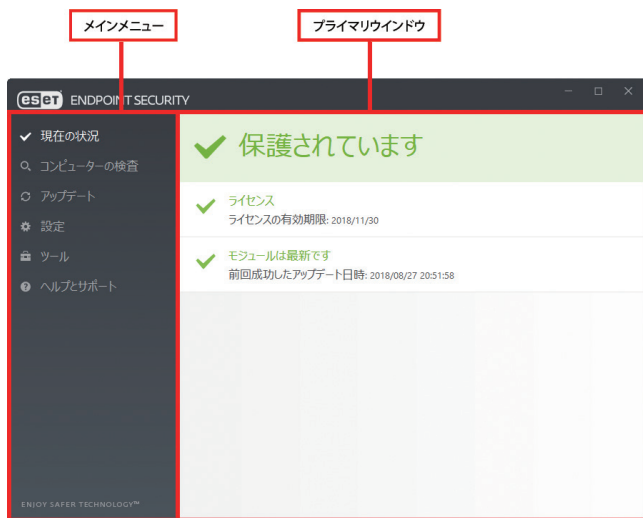 メインメニュー
プライマリウインドウ
eset ENDPOINT SECURITY
現在の状況
コンピューターの検査
アップデート
設定
ツール
ヘルプとサポート
ENJOY SAFER TECHNOLOGY™
保護されています
ライセンス
ライセンスの有効期限: 2018/11/30
モジュールは最新です
前回成功したアップデート日時: 2018/08/27 20:51:58